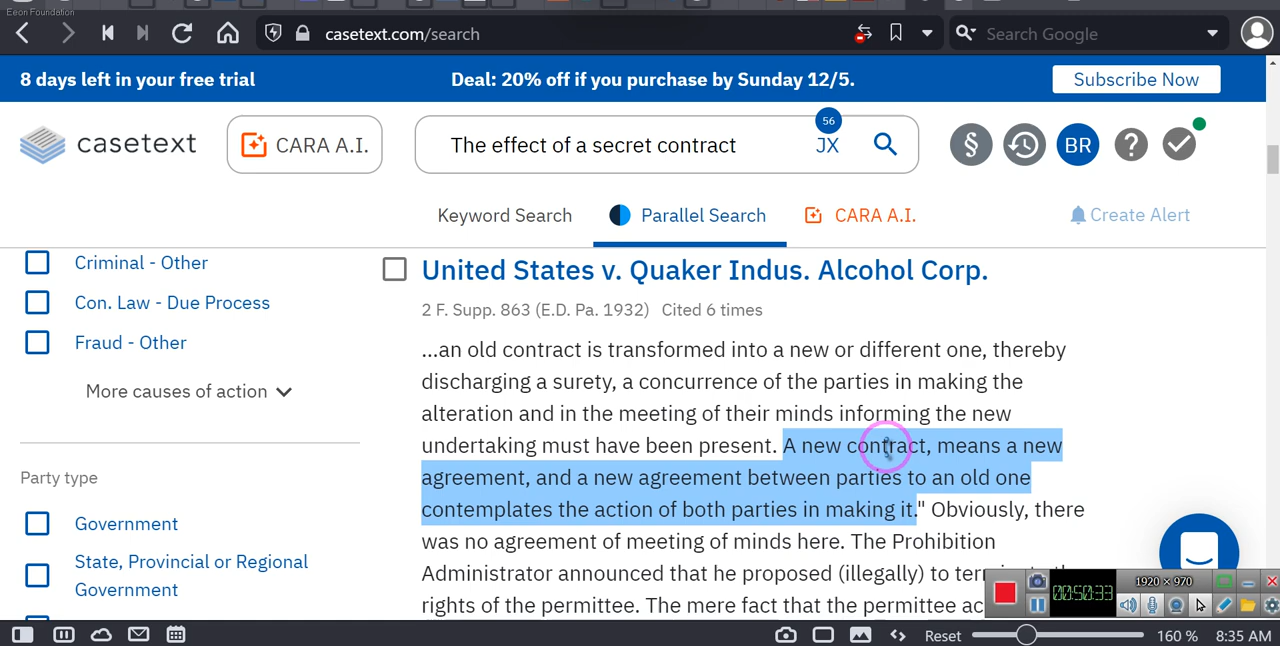 Eeon Foundation
casetext.com/search
Search Google
8 days left in your free trial
Deal: 20% off if you purchase by Sunday 12/5.
Subscribe Now
casetext
CARA A.I.
The effect of a secret contract
56
JX
§
BR
?
Keyword Search
Parallel Search
CARA A.I.
Create Alert
Criminal - Other
Con. Law - Due Process
Fraud - Other
More causes of action
Party type
Government
State, Provincial or Regional
Government
United States v. Quaker Indus. Alcohol Corp.
2 F. Supp. 863 (E.D. Pa. 1932) Cited 6 times
...an old contract is transformed into a new or different one, thereby
discharging a surety, a concurrence of the parties in making the
alteration and in the meeting of their minds informing the new
undertaking must have been present. A new contract, means a new
agreement, and a new agreement between parties to an old one
contemplates the action of both parties in making it." Obviously, there
was no agreement of meeting of minds here. The Prohibition
Administrator announced that he proposed (illegally) to
rights of the permittee. The mere fact that the permittee
1920 × 970
00:50:33
Reset
160 %
8:35 AM